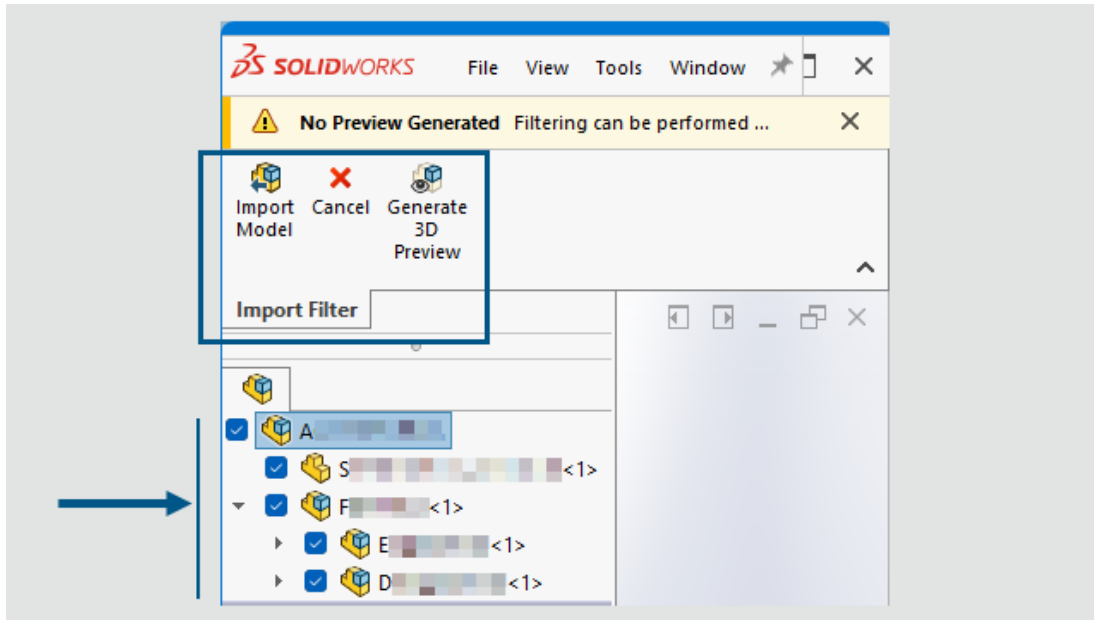 SOLIDWORKS File View Tools Window
No Preview Generated Filtering can be performed ...
Import Model Cancel Generate 3D Preview
Import Filter
A
S <1>
F <1>
E <1>
D <1>